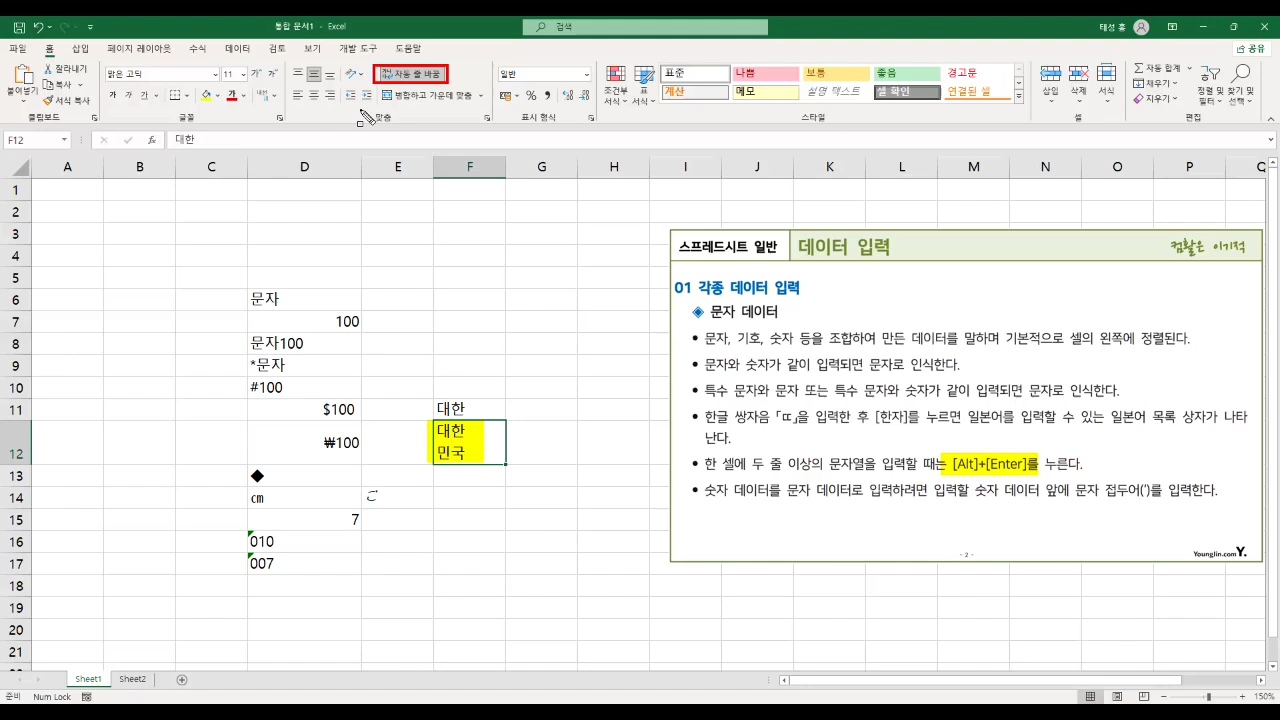 통합 문서1 - Excel
검색
태성 홍
파일 홈 삽입 페이지 레이아웃 수식 데이터 검토 보기 개발 도구 도움말
공유
붙여넣기
잘라내기
복사
서식 복사
클립보드
맑은 고딕 11
가 가 가
글꼴
자동 줄 바꿈
병합하고 가운데 맞춤
맞춤
일반
표시 형식
조건부 서식
표 서식
표준 나쁨 보통 좋음 경고문
계산 메모 설명 텍스트 셀 확인 연결된 셀
스타일
삽입 삭제 서식
셀
자동 합계
채우기
지우기
정렬 및 필터
찾기 및 선택
편집
F12
fx
대한
A B C D E F G H I J K L M N O P Q
1
2
3
4
5
6 문자
7 100
8 문자100
9 *문자
10 #100
11 $100 대한
12 ₩100 대한
민국
13 ◆
14 ㎝ ご
15 7
16 010
17 007
18
19
20
21
스프레드시트 일반 데이터 입력 컴활은 이기적
01 각종 데이터 입력
◈ 문자 데이터
• 문자, 기호, 숫자 등을 조합하여 만든 데이터를 말하며 기본적으로 셀의 왼쪽에 정렬된다.
• 문자와 숫자가 같이 입력되면 문자로 인식한다.
• 특수 문자와 문자 또는 특수 문자와 숫자가 같이 입력되면 문자로 인식한다.
• 한글 쌍자음 「ㄸ」을 입력한 후 [한자]를 누르면 일본어를 입력할 수 있는 일본어 목록 상자가 나타
난다.
• 한 셀에 두 줄 이상의 문자열을 입력할 때는 [Alt]+[Enter]를 누른다.
• 숫자 데이터를 문자 데이터로 입력하려면 입력할 숫자 데이터 앞에 문자 접두어(')를 입력한다.
- 2 -
Youngjin.com Y.
Sheet1 Sheet2
준비 Num Lock
150%